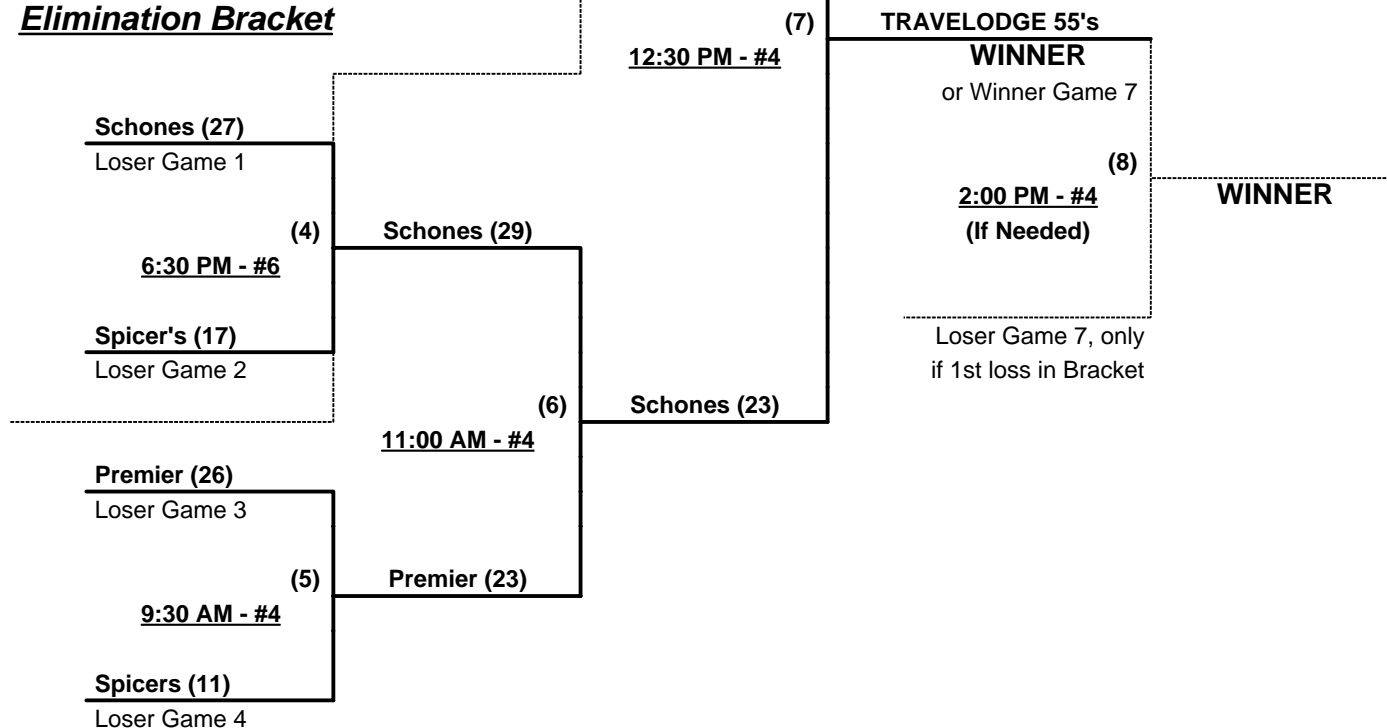 Elimination Bracket
(7)
TRAVELODGE 55's
12:30 PM - #4
WINNER
or Winner Game 7
Schones (27)
Loser Game 1
(8)
2:00 PM - #4
WINNER
(If Needed)
(4)
Schones (29)
6:30 PM - #6
Spicer's (17)
Loser Game 2
Loser Game 7, only
if 1st loss in Bracket
(6)
Schones (23)
11:00 AM - #4
Premier (26)
Loser Game 3
(5)
Premier (23)
9:30 AM - #4
Spicers (11)
Loser Game 4